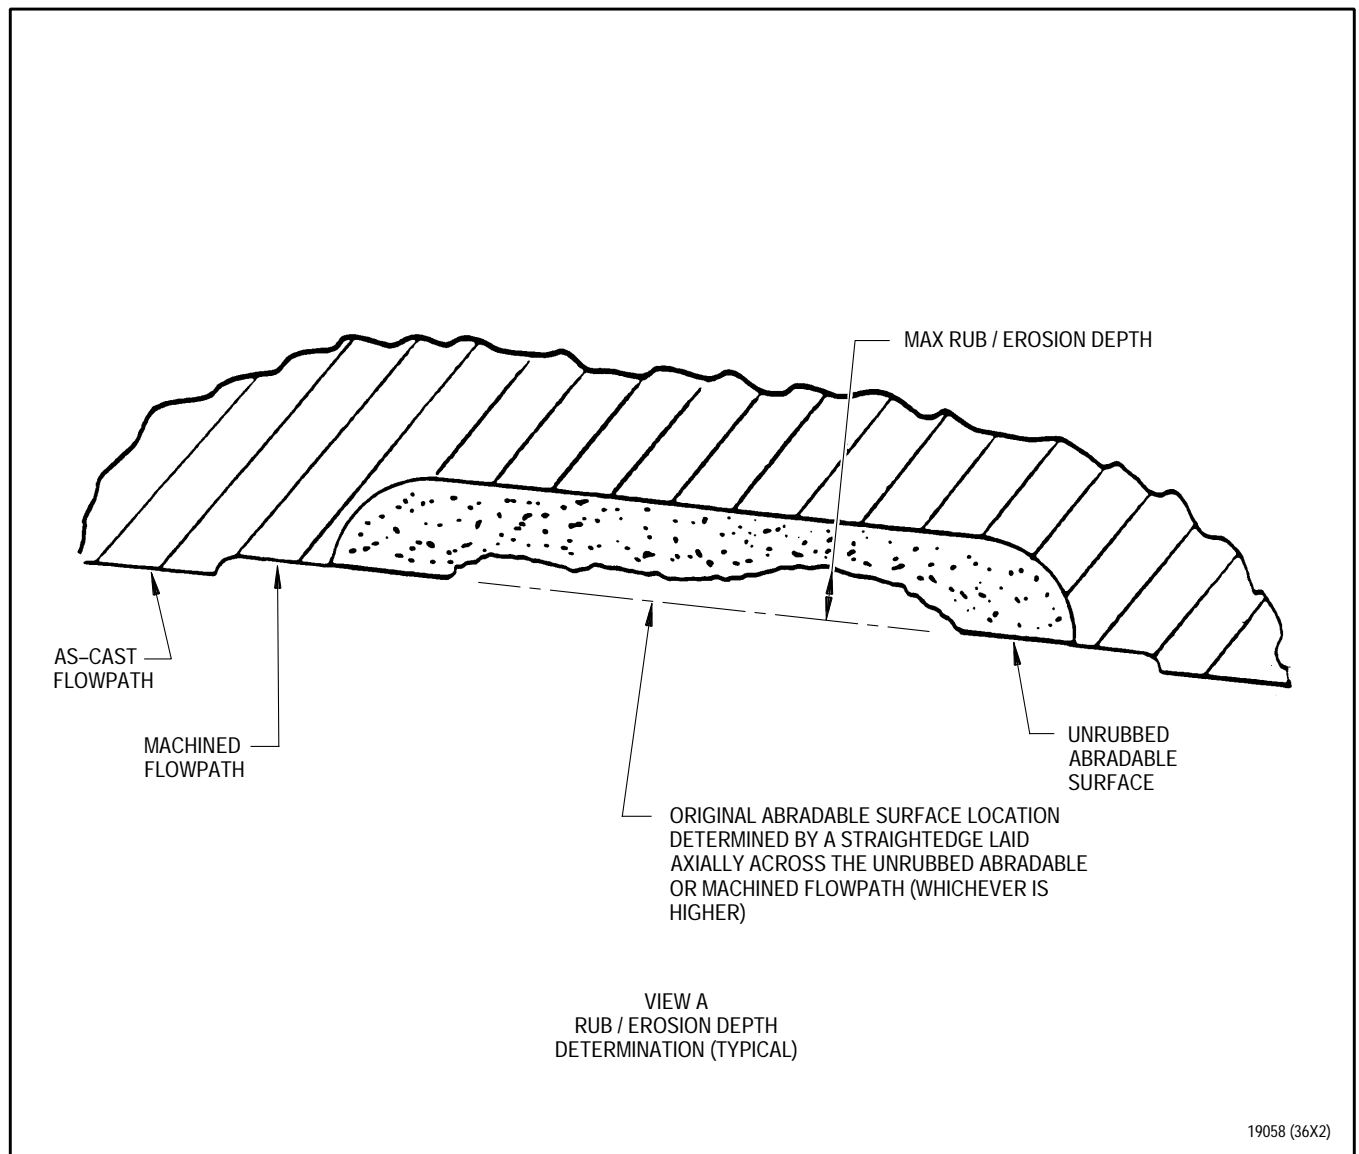 MAX RUB / EROSION DEPTH
AS–CAST
FLOWPATH
MACHINED
FLOWPATH
UNRUBBED
ABRADABLE
SURFACE
ORIGINAL ABRADABLE SURFACE LOCATION
DETERMINED BY A STRAIGHTEDGE LAID
AXIALLY ACROSS THE UNRUBBED ABRADABLE
OR MACHINED FLOWPATH (WHICHEVER IS
HIGHER)
VIEW A
RUB / EROSION DEPTH
DETERMINATION (TYPICAL)
19058 (36X2)